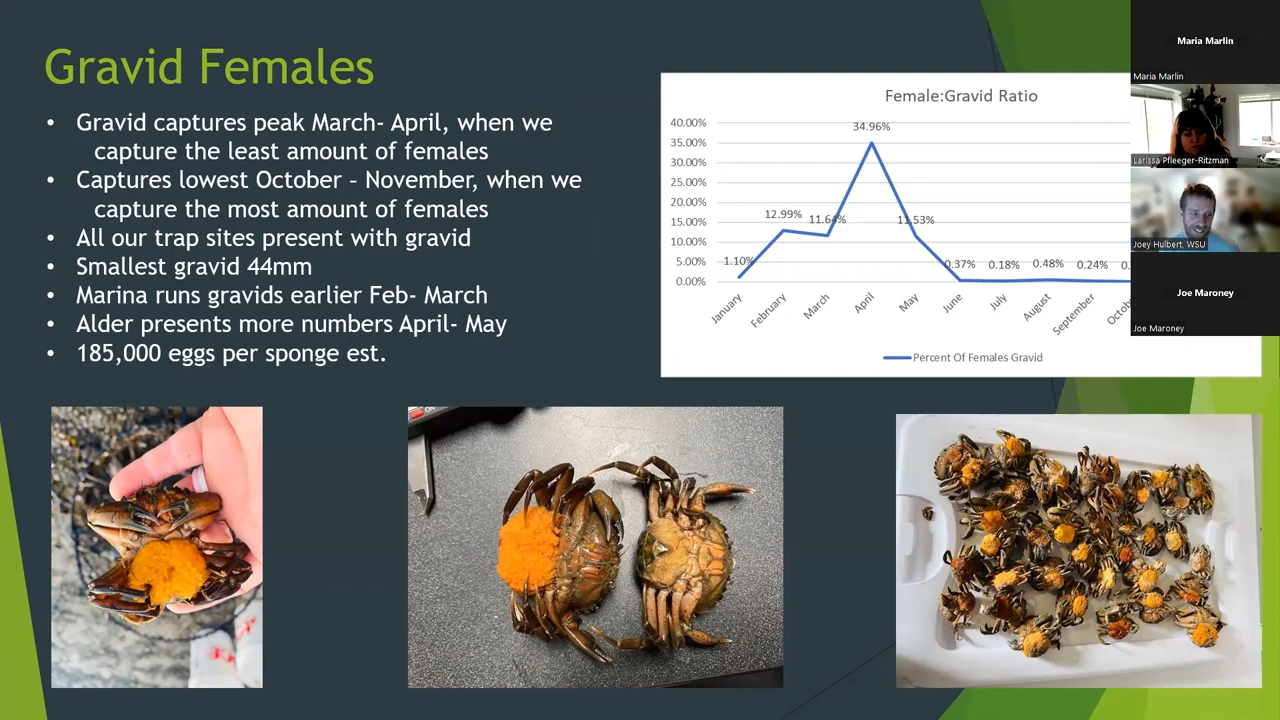 Gravid Females
• Gravid captures peak March- April, when we
capture the least amount of females
• Captures lowest October – November, when we
capture the most amount of females
• All our trap sites present with gravid
• Smallest gravid 44mm
• Marina runs gravids earlier Feb- March
• Alder presents more numbers April- May
• 185,000 eggs per sponge est.
Female:Gravid Ratio
40.00%
35.00%
30.00%
25.00%
20.00%
15.00%
10.00%
5.00%
0.00%
1.10%
12.99%
11.64%
34.96%
11.53%
0.37%
0.18%
0.48%
0.24%
0.
January
February
March
April
May
June
July
August
September
Octob
Percent Of Females Gravid
Maria Marlin
Maria Marlin
Larissa Pfleeger-Ritzman
Joey Hulbert, WSU
Joe Maroney
Joe Maroney